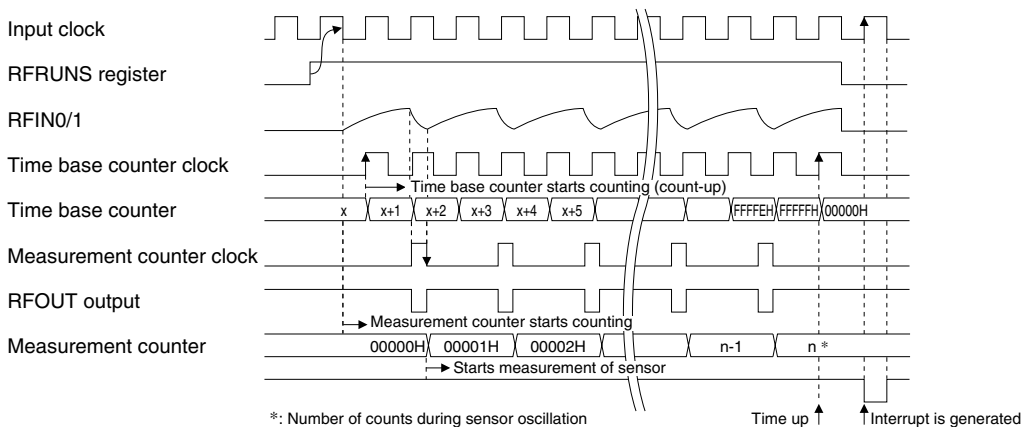 Input clock
RFRUNS register
RFIN0/1
Time base counter clock
Time base counter starts counting (count-up)
Time base counter x x+1 x+2 x+3 x+4 x+5 FFFFEH FFFFFH 00000H
Measurement counter clock
RFOUT output
Measurement counter starts counting
Measurement counter 00000H 00001H 00002H n-1 n *
Starts measurement of sensor
*: Number of counts during sensor oscillation Time up Interrupt is generated